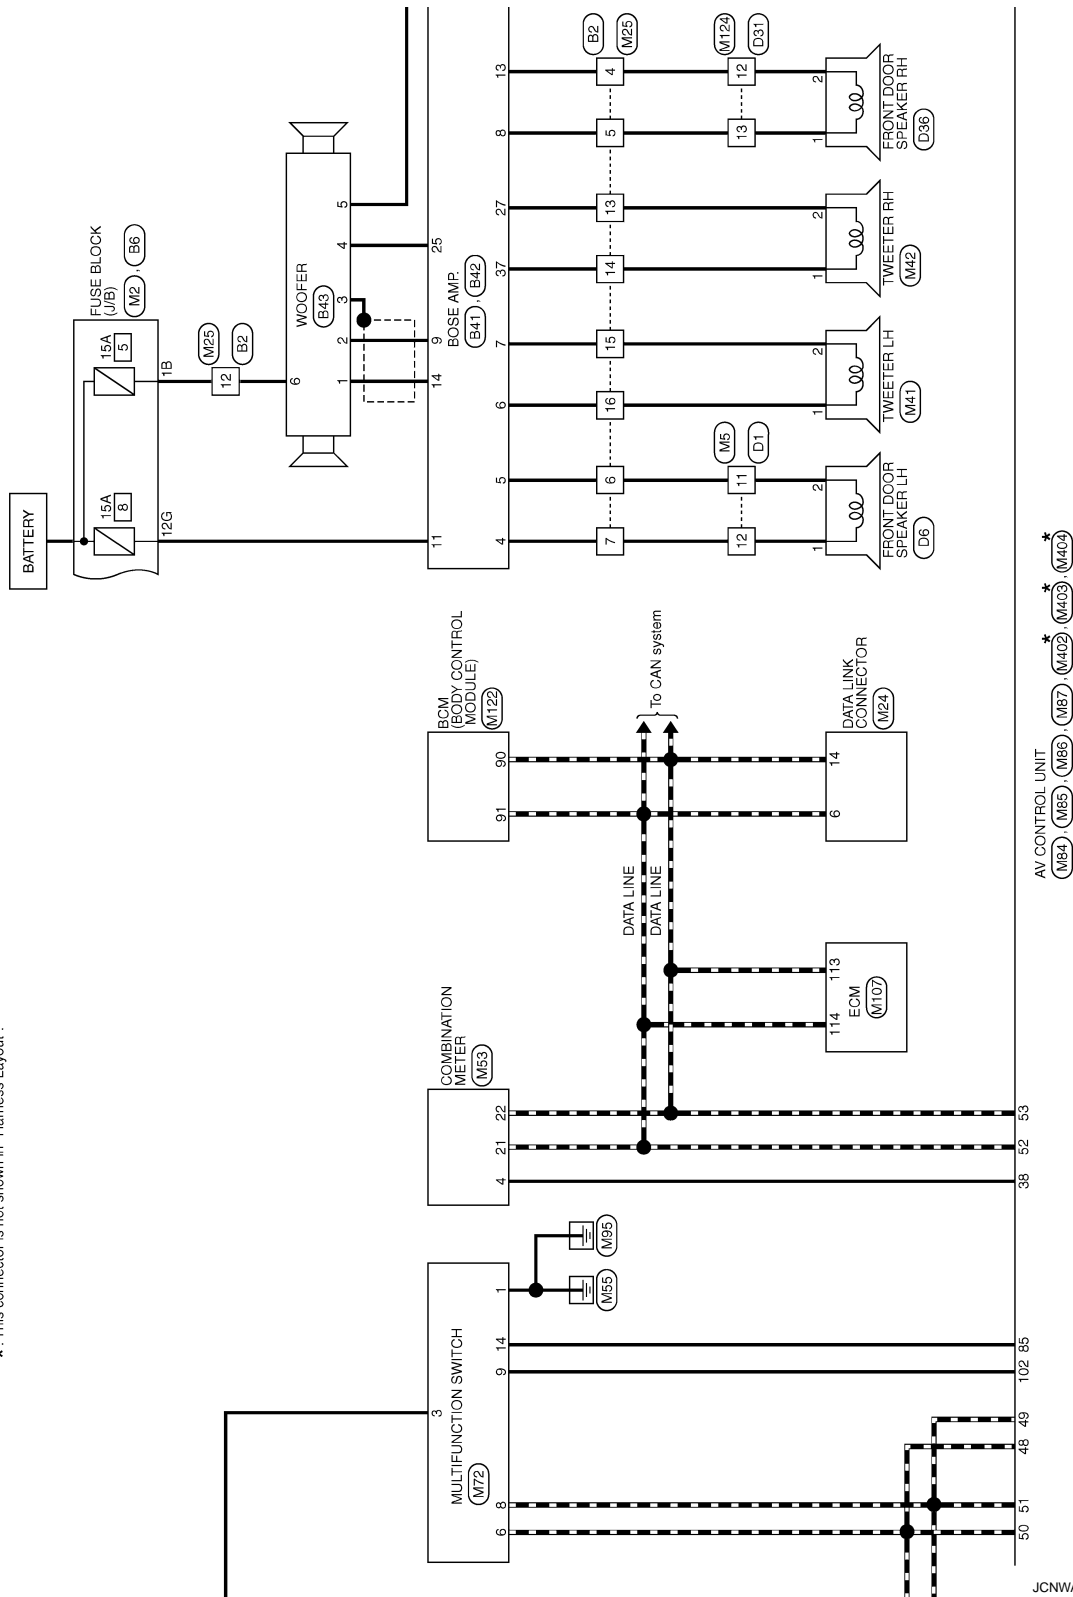 BATTERY
FUSE BLOCK
(J/B)
M2 , B6
15A
8
15A
5
12G
1B
M25
B2
12
WOOFER
B43
6
1
2
3
4
5
BOSE AMP.
B41 , B42
11
14
9
25
4
5
6
7
37
27
8
13
B2
M25
7
6
16
15
14
13
5
4
M5
D1
12
11
M124
D31
13
12
1
2
FRONT DOOR
SPEAKER LH
D6
1
2
TWEETER LH
M41
1
2
TWEETER RH
M42
1
2
FRONT DOOR
SPEAKER RH
D36
BCM
(BODY CONTROL
MODULE)
M122
91
90
To CAN system
DATA LINE
DATA LINE
6
14
DATA LINK
CONNECTOR
M24
114
113
ECM
M107
COMBINATION
METER
M53
4
21
22
M55
M95
MULTIFUNCTION SWITCH
M72
3
6
8
9
14
1
50
51
48
49
102
85
38
52
53
AV CONTROL UNIT
M84 , M85 , M86 , M87 , *M402 , *M403 , *M404
* : This connector is not shown in "Harness Layout".
JCNWA